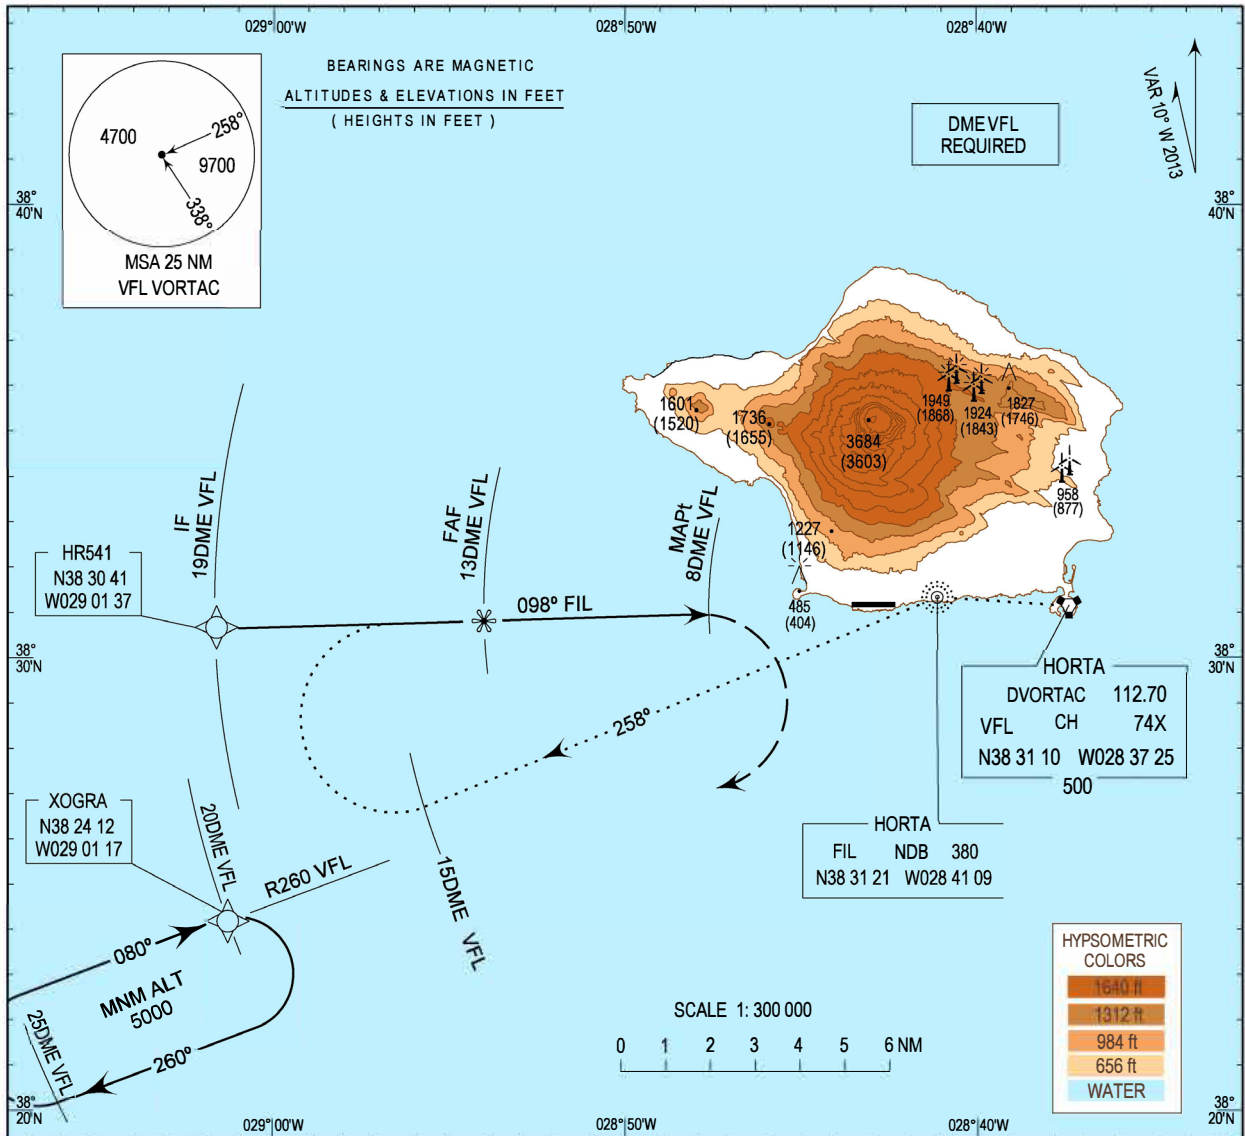 029° 00'W
028° 50'W
028° 40'W
BEARINGS ARE MAGNETIC
ALTITUDES & ELEVATIONS IN FEET
( HEIGHTS IN FEET )
4700
258°
9700
338°
MSA 25 NM
VFL VORTAC
DME VFL
REQUIRED
VAR 10° W 2013
38°
40'N
38°
40'N
1601
(1520)
1736
(1655)
3684
(3603)
1949
(1868)
1924
(1843)
1827
(1746)
958
(877)
1227
(1146)
485
(404)
IF
19DME VFL
FAF
13DME VFL
MAPt
8DME VFL
HR541
N38 30 41
W029 01 37
098º FIL
38°
30'N
38°
30'N
258º
HORTA
DVORTAC 112.70
VFL CH 74X
N38 31 10 W028 37 25
500
XOGRA
N38 24 12
W029 01 17
20DME VFL
R260 VFL
15DME VFL
HORTA
FIL NDB 380
N38 31 21 W028 41 09
080º
MNM ALT
5000
25DME VFL
260º
SCALE 1: 300 000
0 1 2 3 4 5 6 NM
HYPSOMETRIC
COLORS
1640 ft
1312 ft
984 ft
656 ft
WATER
38°
20'N
38°
20'N
029°00'W
028°50'W
028°40'W